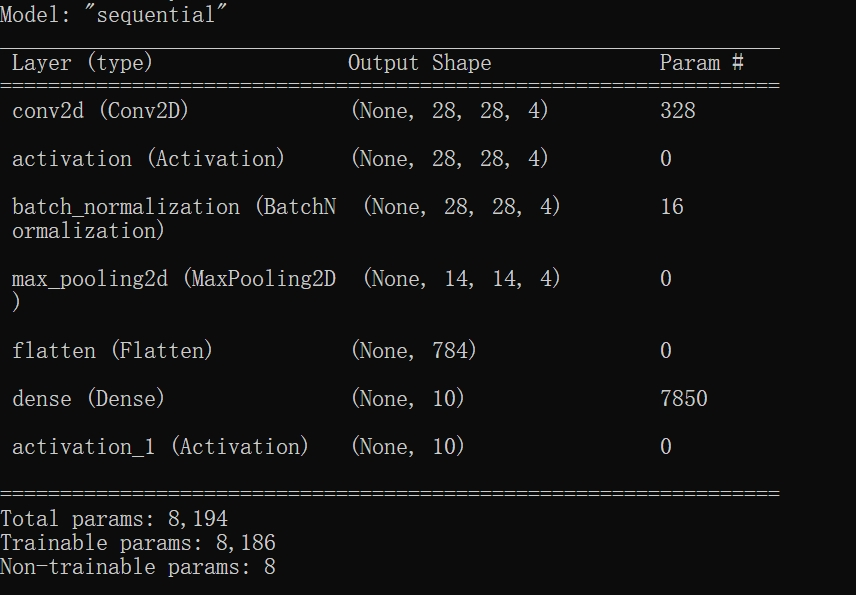 Model: "sequential"
Layer (type) Output Shape Param #
=================================================================
conv2d (Conv2D) (None, 28, 28, 4) 328
activation (Activation) (None, 28, 28, 4) 0
batch_normalization (BatchN (None, 28, 28, 4) 16
ormalization)
max_pooling2d (MaxPooling2D (None, 14, 14, 4) 0
)
flatten (Flatten) (None, 784) 0
dense (Dense) (None, 10) 7850
activation_1 (Activation) (None, 10) 0
=================================================================
Total params: 8,194
Trainable params: 8,186
Non-trainable params: 8